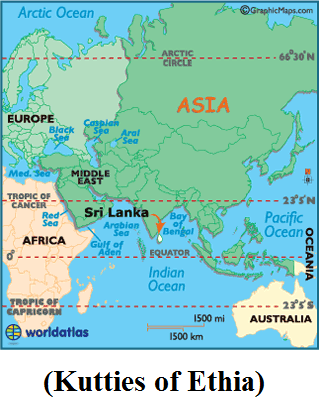 Arctic Ocean
©GraphicMaps.com
ARCTIC
CIRCLE
66°30'N
ASIA
EUROPE
Black
Sea
Caspian
Sea
Aral
Sea
Med. Sea
MIDDLE
EAST
TROPIC OF
CANCER
23°5'N
Sri Lanka
Red
Sea
Arabian
Sea
Bay
of
Bengal
Pacific
Ocean
AFRICA
Gulf of
Aden
EQUATOR
OCEANIA
0°
Indian
Ocean
TROPIC OF
CAPRICORN
23°5'S
1500 mi
1500 km
AUSTRALIA
worldatlas
(Kutties of Ethia)